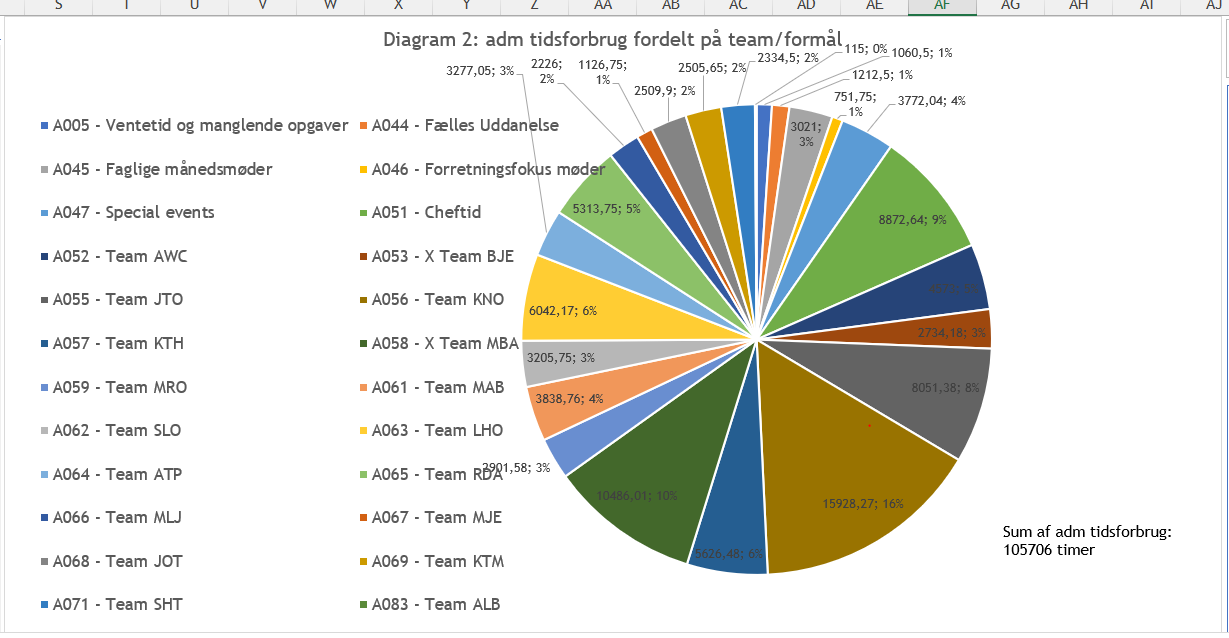 S T U V W X Y Z AA AB AC AD AE AF AG AH AI AJ
Diagram 2: adm tidsforbrug fordelt på team/formål
115; 0%
1060,5; 1%
1212,5; 1%
3021; 3%
751,75; 1%
3772,04; 4%
8872,64; 9%
2734,18; 3%
8051,38; 8%
15928,27; 16%
5626,48; 6%
10486,01; 10%
2901,58; 3%
3838,76; 4%
3205,75; 3%
6042,17; 6%
3277,05; 3%
5313,75; 5%
2226; 2%
1126,75; 1%
2509,9; 2%
2505,65; 2%
2334,5; 2%
A005 - Ventetid og manglende opgaver
A044 - Fælles Uddanelse
A045 - Faglige månedsmøder
A046 - Forretningsfokus møder
A047 - Special events
A051 - Cheftid
A052 - Team AWC
A053 - X Team BJE
A055 - Team JTO
A056 - Team KNO
A057 - Team KTH
A058 - X Team MBA
A059 - Team MRO
A061 - Team MAB
A062 - Team SLO
A063 - Team LHO
A064 - Team ATP
A065 - Team RDA
A066 - Team MLJ
A067 - Team MJE
A068 - Team JOT
A069 - Team KTM
A071 - Team SHT
A083 - Team ALB
Sum af adm tidsforbrug:
105706 timer